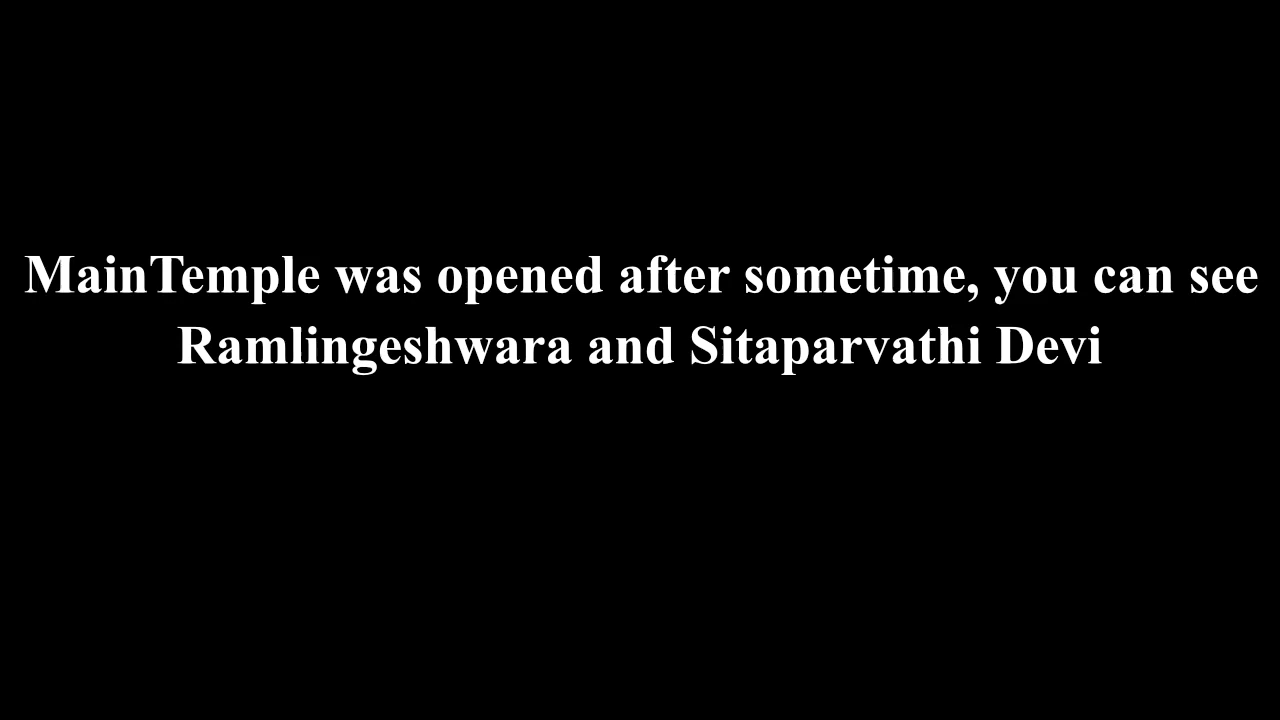 MainTemple was opened after sometime, you can see
Ramlingeshwara and Sitaparvathi Devi